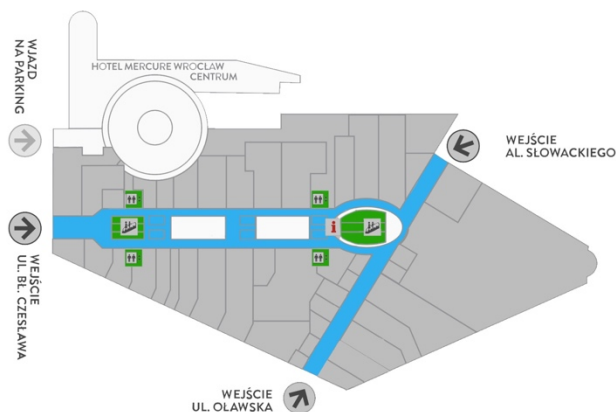 WJAZD
NA PARKING
HOTEL MERCURE WROCŁAW
CENTRUM
WEJŚCIE
AL. SŁOWACKIEGO
WEJŚCIE
UL. BŁ. CZESŁAWA
i
WEJŚCIE
UL. OŁAWSKA